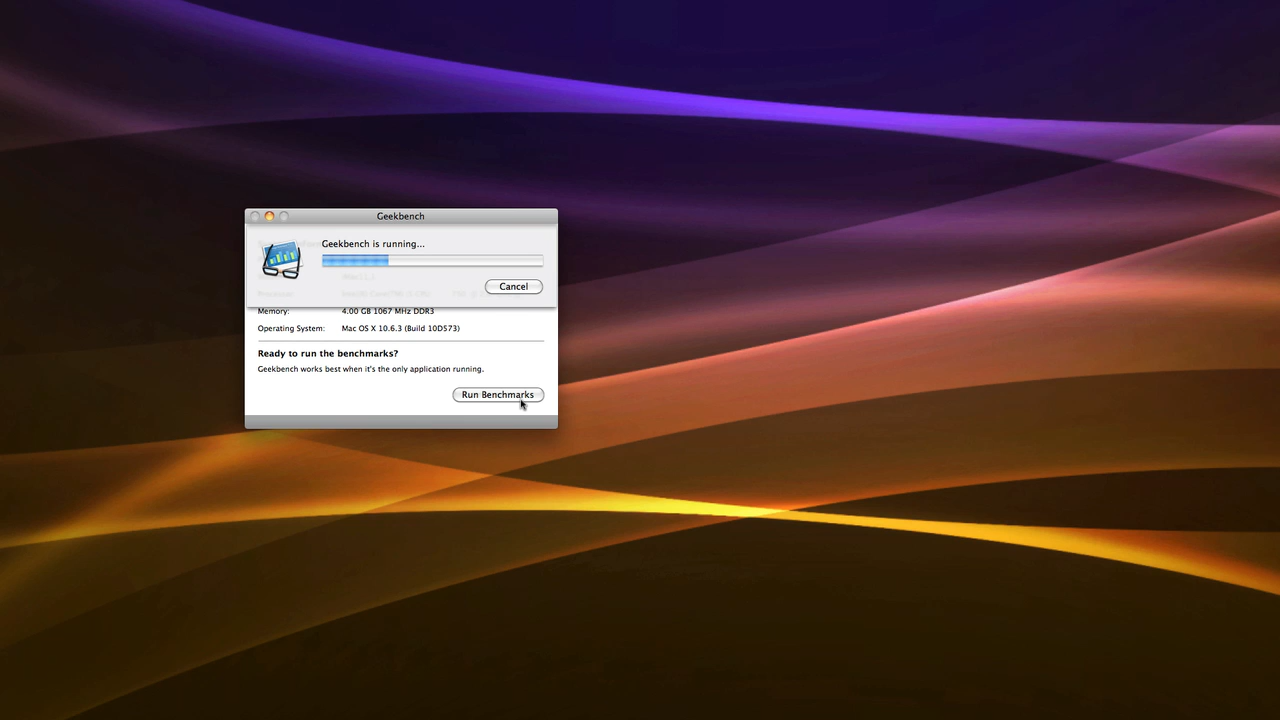 Geekbench
Geekbench is running...
Cancel
Memory: 4.00 GB 1067 MHz DDR3
Operating System: Mac OS X 10.6.3 (Build 10D573)
Ready to run the benchmarks?
Geekbench works best when it's the only application running.
Run Benchmarks